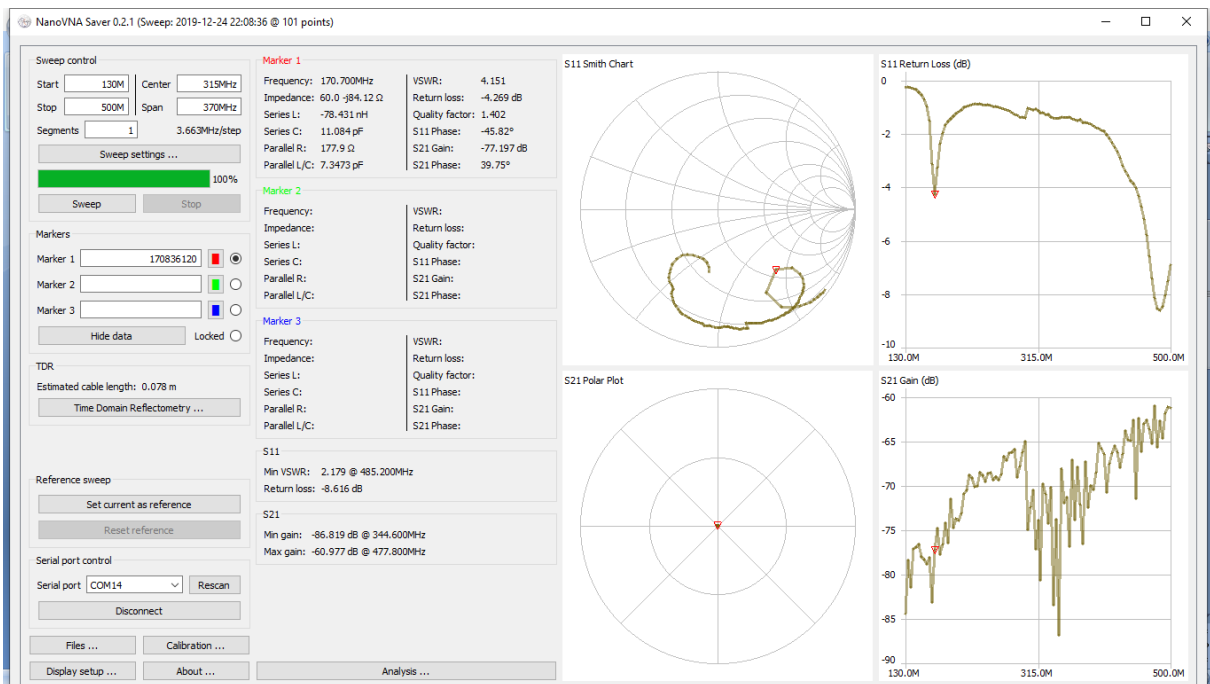 NanoVNA Saver 0.2.1 (Sweep: 2019-12-24 22:08:36 @ 101 points)
Sweep control
Start 130M Center 315MHz
Stop 500M Span 370MHz
Segments 1 3.663MHz/step
Sweep settings ...
100%
Sweep Stop
Markers
Marker 1 170836120
Marker 2
Marker 3
Hide data Locked
TDR
Estimated cable length: 0.078 m
Time Domain Reflectometry ...
Reference sweep
Set current as reference
Reset reference
Serial port control
Serial port COM14 Rescan
Disconnect
Files ... Calibration ...
Display setup ... About ...
Marker 1
Frequency: 170.700MHz VSWR: 4.151
Impedance: 60.0 -j84.12 Ω Return loss: -4.269 dB
Series L: -78.431 nH Quality factor: 1.402
Series C: 11.084 pF S11 Phase: -45.82°
Parallel R: 177.9 Ω S21 Gain: -77.197 dB
Parallel L/C: 7.3473 pF S21 Phase: 39.75°
Marker 2
Frequency: VSWR:
Impedance: Return loss:
Series L: Quality factor:
Series C: S11 Phase:
Parallel R: S21 Gain:
Parallel L/C: S21 Phase:
Marker 3
Frequency: VSWR:
Impedance: Return loss:
Series L: Quality factor:
Series C: S11 Phase:
Parallel R: S21 Gain:
Parallel L/C: S21 Phase:
S11
Min VSWR: 2.179 @ 485.200MHz
Return loss: -8.616 dB
S21
Min gain: -86.819 dB @ 344.600MHz
Max gain: -60.977 dB @ 477.800MHz
Analysis ...
S11 Smith Chart
S11 Return Loss (dB)
0
-2
-4
-6
-8
-10
130.0M 315.0M 500.0M
S21 Polar Plot
S21 Gain (dB)
-60
-65
-70
-75
-80
-85
-90
130.0M 315.0M 500.0M